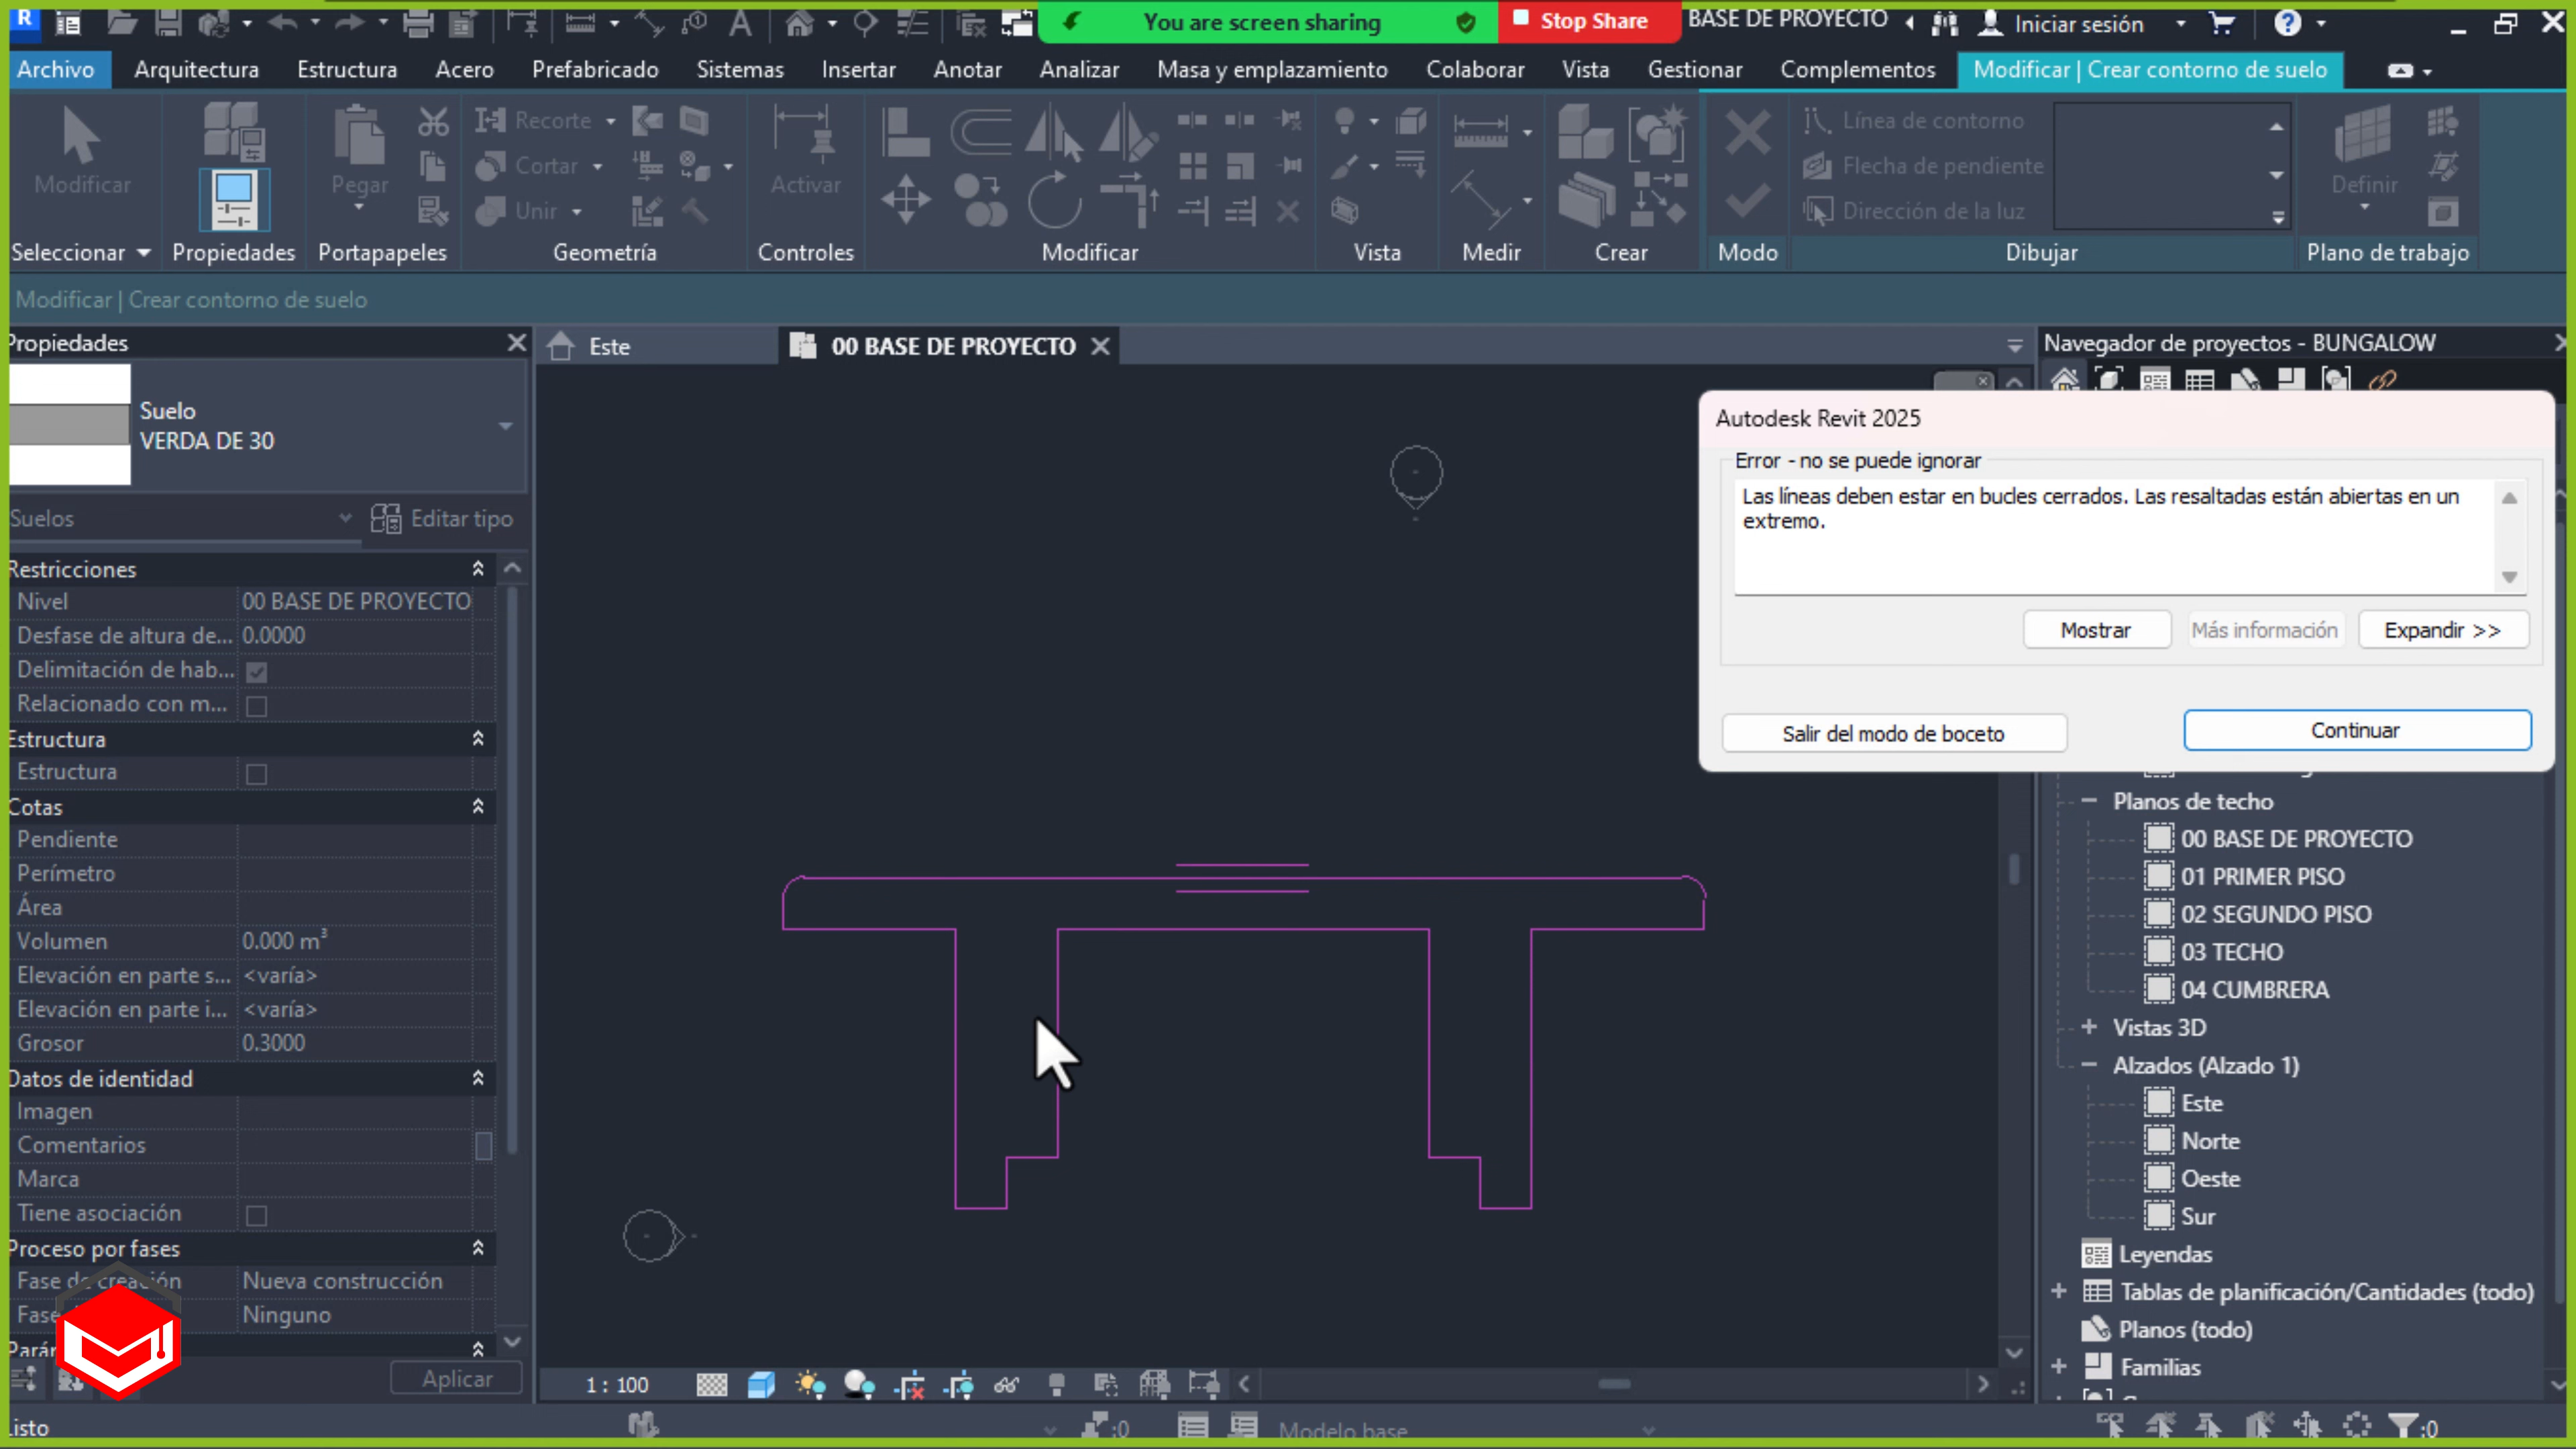 You are screen sharing
Stop Share
BASE DE PROYECTO
Iniciar sesión
Archivo
Arquitectura
Estructura
Acero
Prefabricado
Sistemas
Insertar
Anotar
Analizar
Masa y emplazamiento
Colaborar
Vista
Gestionar
Complementos
Modificar | Crear contorno de suelo
Modificar
Pegar
Recorte
Cortar
Unir
Activar
Línea de contorno
Flecha de pendiente
Dirección de la luz
Definir
Seleccionar
Propiedades
Portapapeles
Geometría
Controles
Modificar
Vista
Medir
Crear
Modo
Dibujar
Plano de trabajo
Modificar | Crear contorno de suelo
Propiedades
Suelo
VERDA DE 30
Suelos
Editar tipo
Restricciones
Nivel 00 BASE DE PROYECTO
Desfase de altura de... 0.0000
Delimitación de hab...
Relacionado con m...
Estructura
Estructura
Cotas
Pendiente
Perímetro
Área
Volumen 0.000 m³
Elevación en parte s... <varía>
Elevación en parte i... <varía>
Grosor 0.3000
Datos de identidad
Imagen
Comentarios
Marca
Tiene asociación
Proceso por fases
Fase de creación Nueva construcción
Fase Ninguno
Aplicar
Este
00 BASE DE PROYECTO
1 : 100
Navegador de proyectos - BUNGALOW
Autodesk Revit 2025
Error - no se puede ignorar
Las líneas deben estar en bucles cerrados. Las resaltadas están abiertas en un
extremo.
Mostrar
Más información
Expandir >>
Salir del modo de boceto
Continuar
Planos de techo
00 BASE DE PROYECTO
01 PRIMER PISO
02 SEGUNDO PISO
03 TECHO
04 CUMBRERA
Vistas 3D
Alzados (Alzado 1)
Este
Norte
Oeste
Sur
Leyendas
Tablas de planificación/Cantidades (todo)
Planos (todo)
Familias
Listo
:0
Modelo base
:0